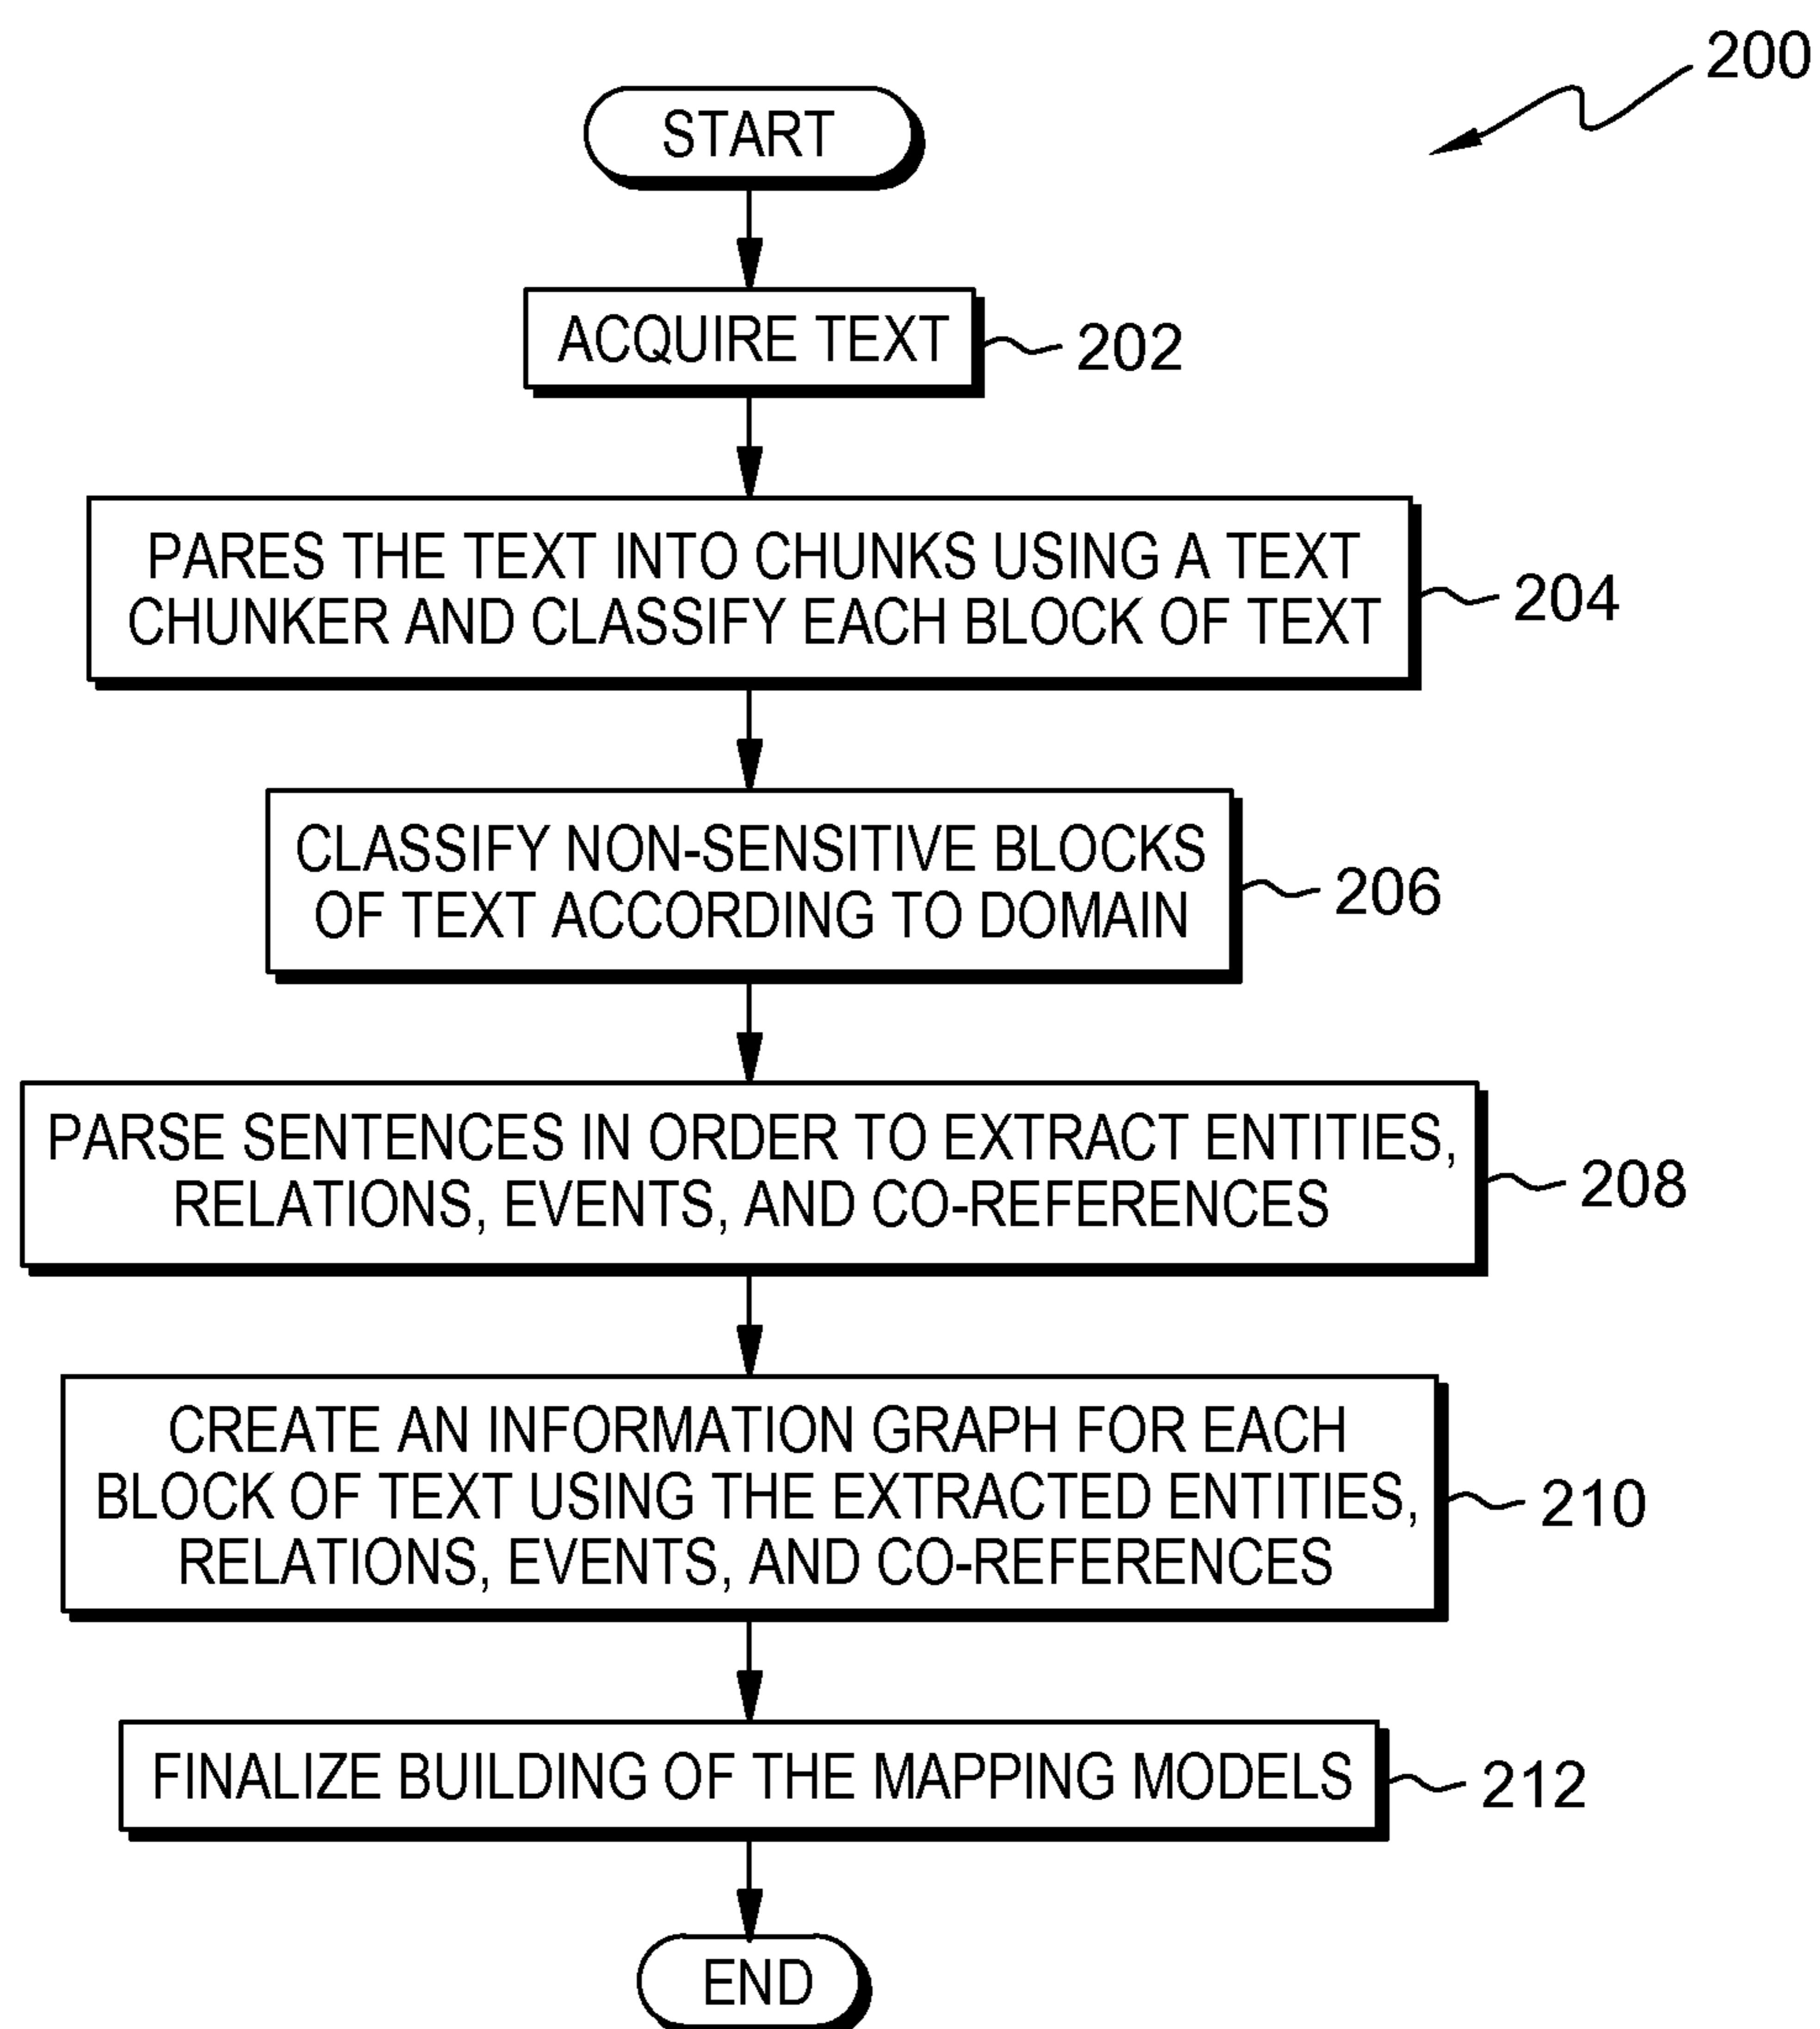 200
START
ACQUIRE TEXT
202
PARES THE TEXT INTO CHUNKS USING A TEXT
CHUNKER AND CLASSIFY EACH BLOCK OF TEXT
204
CLASSIFY NON-SENSITIVE BLOCKS
OF TEXT ACCORDING TO DOMAIN
206
PARSE SENTENCES IN ORDER TO EXTRACT ENTITIES,
RELATIONS, EVENTS, AND CO-REFERENCES
208
CREATE AN INFORMATION GRAPH FOR EACH
BLOCK OF TEXT USING THE EXTRACTED ENTITIES,
RELATIONS, EVENTS, AND CO-REFERENCES
210
FINALIZE BUILDING OF THE MAPPING MODELS
212
END